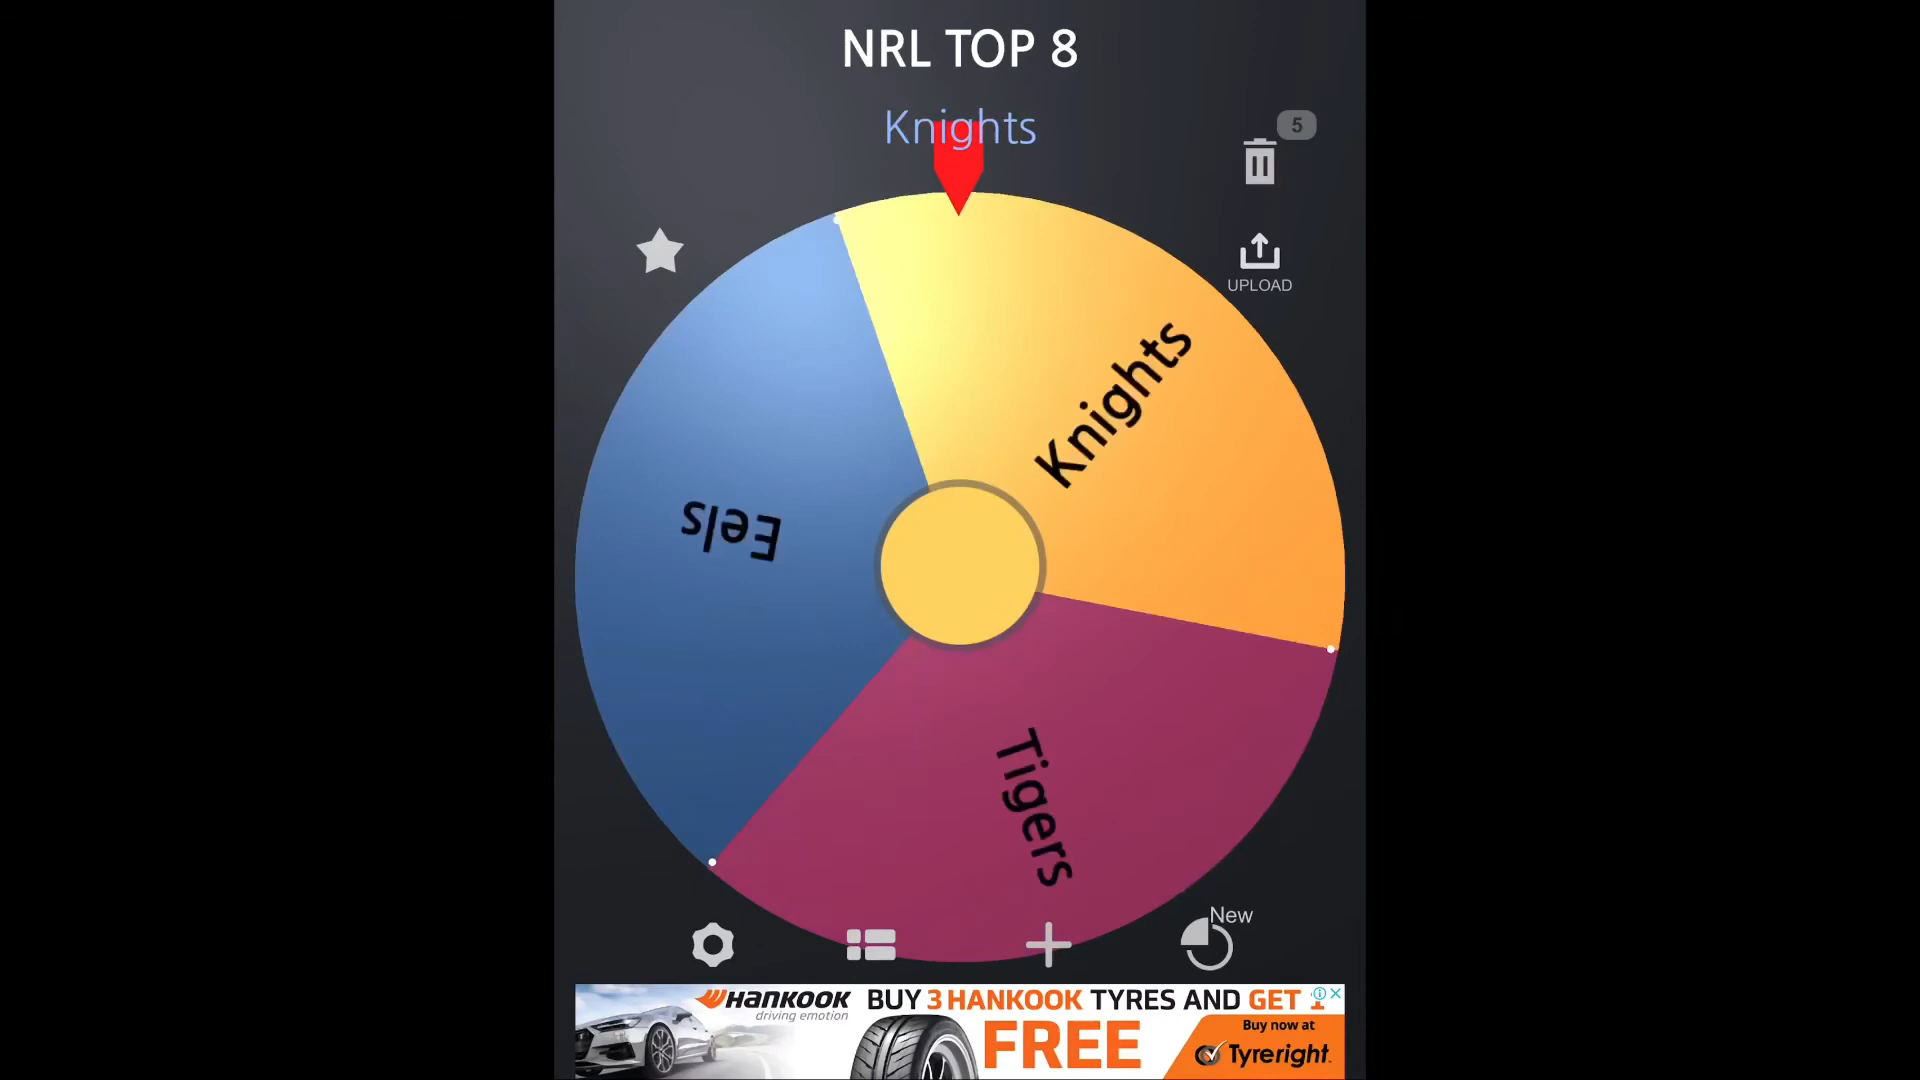 NRL TOP 8
Knights
5
UPLOAD
Knights
Eels
Tigers
New
HANKOOK
driving emotion
BUY 3 HANKOOK TYRES AND GET 1
FREE
Buy now at
Tyreright.